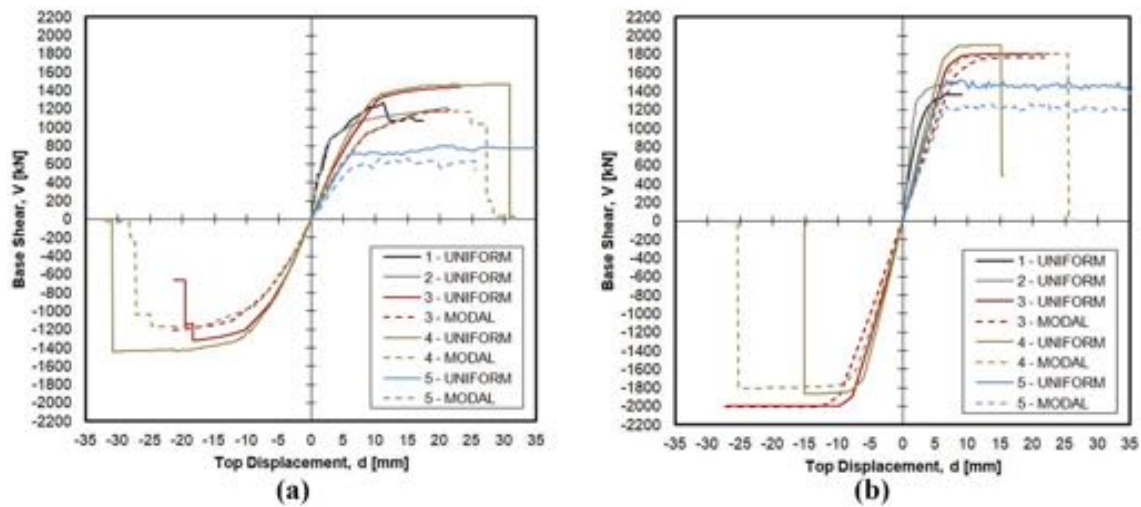 2200
2000
1800
1600
1400
1200
1000
800
600
400
200
0
-200
-400
-600
-800
-1000
-1200
-1400
-1600
-1800
-2000
-2200
Base Shear, V [kN]
1 - UNIFORM
2 - UNIFORM
3 - UNIFORM
3 - MODAL
4 - UNIFORM
4 - MODAL
5 - UNIFORM
5 - MODAL
-35 -30 -25 -20 -15 -10 -5 0 5 10 15 20 25 30 35
Top Displacement, d [mm]
(a)
2200
2000
1800
1600
1400
1200
1000
800
600
400
200
0
-200
-400
-600
-800
-1000
-1200
-1400
-1600
-1800
-2000
-2200
Base Shear, V [kN]
1 - UNIFORM
2 - UNIFORM
3 - UNIFORM
3 - MODAL
4 - UNIFORM
4 - MODAL
5 - UNIFORM
5 - MODAL
-35 -30 -25 -20 -15 -10 -5 0 5 10 15 20 25 30 35
Top Displacement, d [mm]
(b)